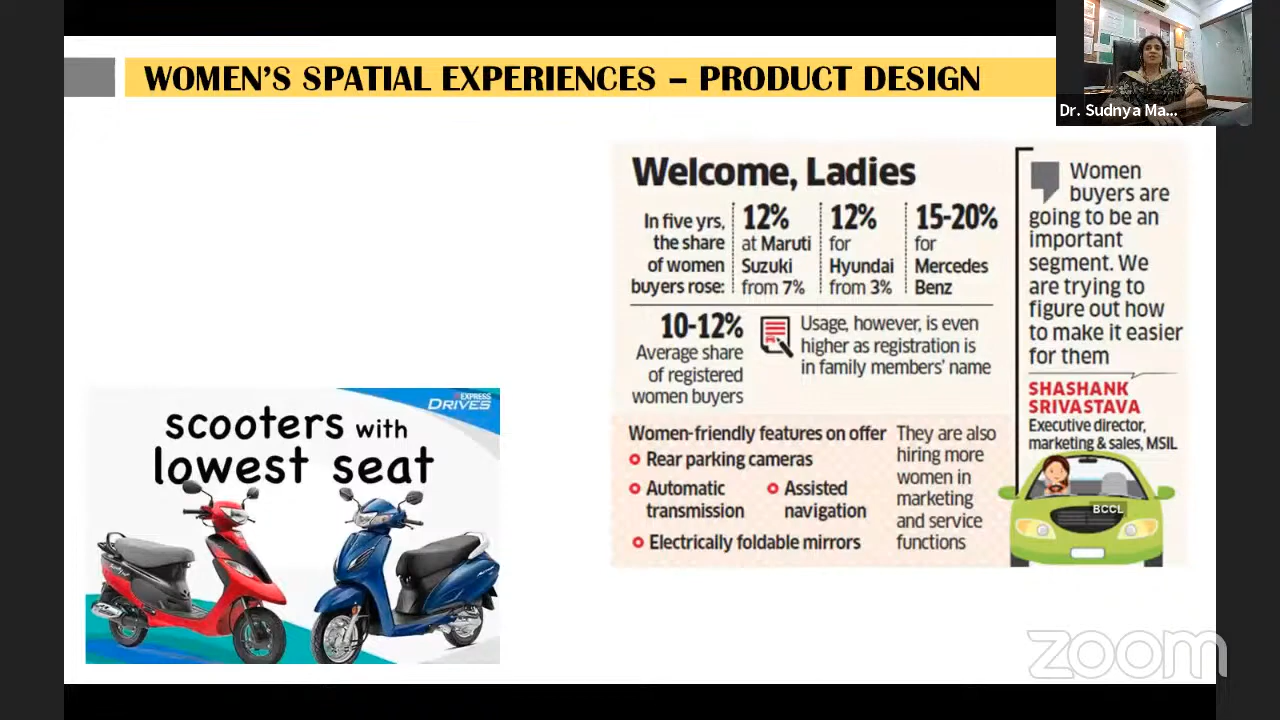 WOMEN'S SPATIAL EXPERIENCES – PRODUCT DESIGN
Dr. Sudnya Ma...
Welcome, Ladies
In five yrs,
the share
of women
buyers rose:
12%
at Maruti
Suzuki
from 7%
12%
for
Hyundai
from 3%
15-20%
for
Mercedes
Benz
10-12%
Average share
of registered
women buyers
Usage, however, is even
higher as registration is
in family members' name
Women-friendly features on offer
Rear parking cameras
Automatic
transmission
Assisted
navigation
Electrically foldable mirrors
They are also
hiring more
women in
marketing
and service
functions
Women
buyers are
going to be an
important
segment. We
are trying to
figure out how
to make it easier
for them
SHASHANK
SRIVASTAVA
Executive director,
marketing & sales, MSIL
BCCL
EXPRESS
DRIVES
scooters with
lowest seat
zoom